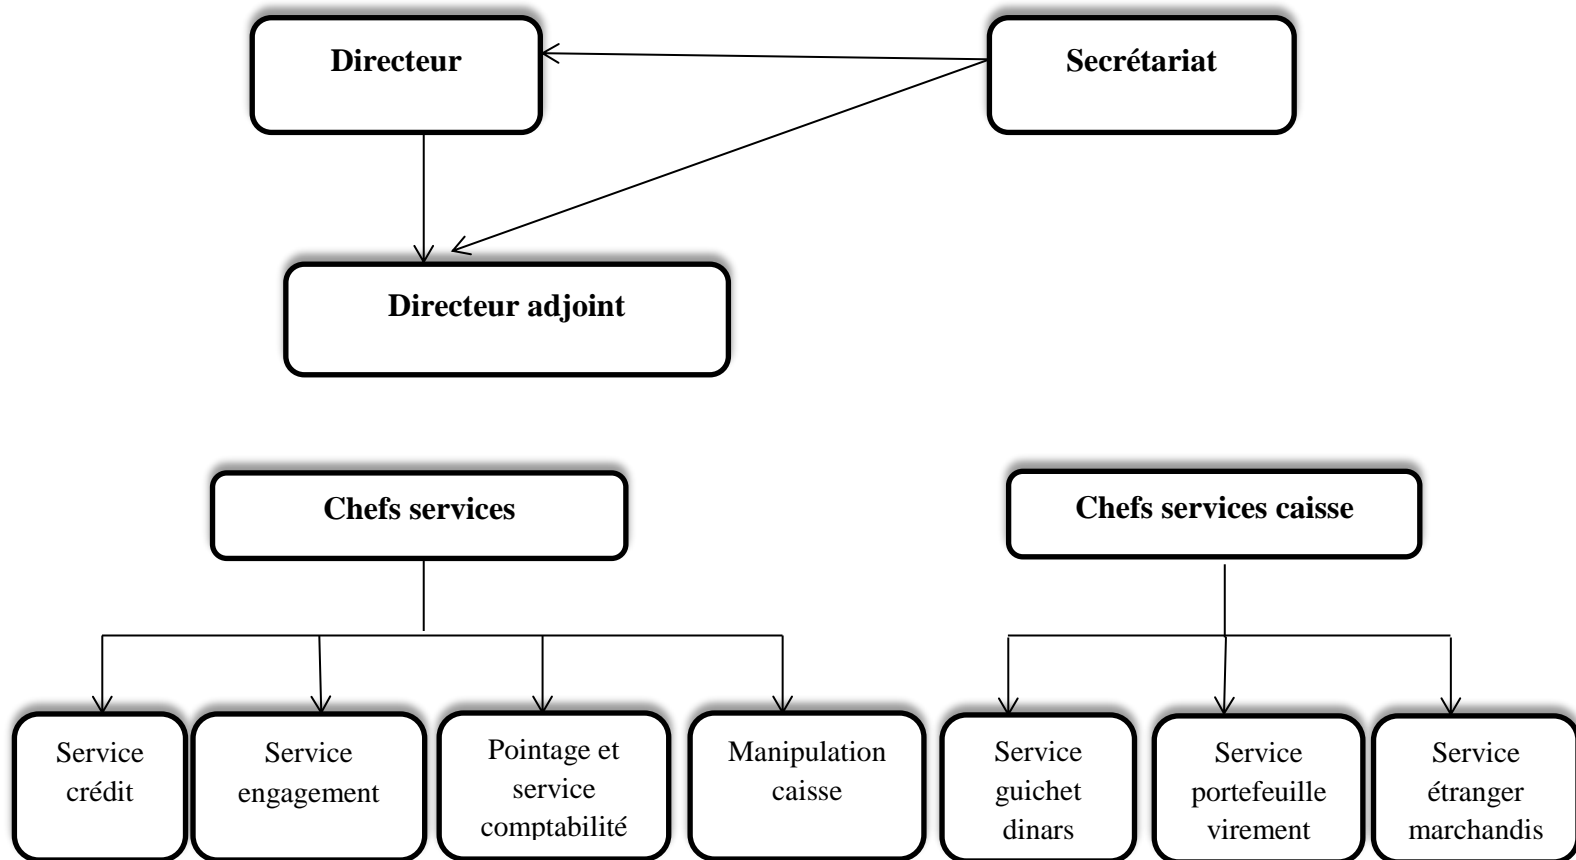 Directeur
Secrétariat
Directeur adjoint
Chefs services
Chefs services caisse
Service
crédit
Service
engagement
Pointage et
service
comptabilité
Manipulation
caisse
Service
guichet
dinars
Service
portefeuille
virement
Service
étranger
marchandis